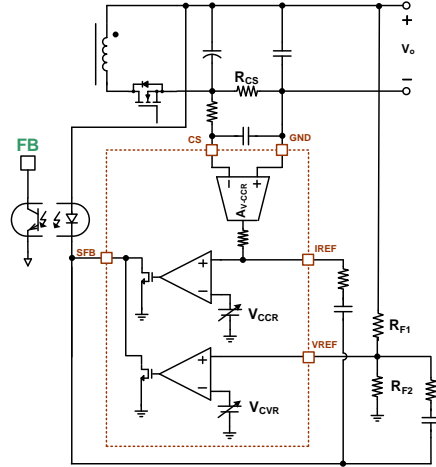 +
Vo
−
RCS
CS
GND
FB
− +
AV-CCR
SFB
IREF
+
−
VCCR
RF1
VREF
+
−
RF2
VCVR